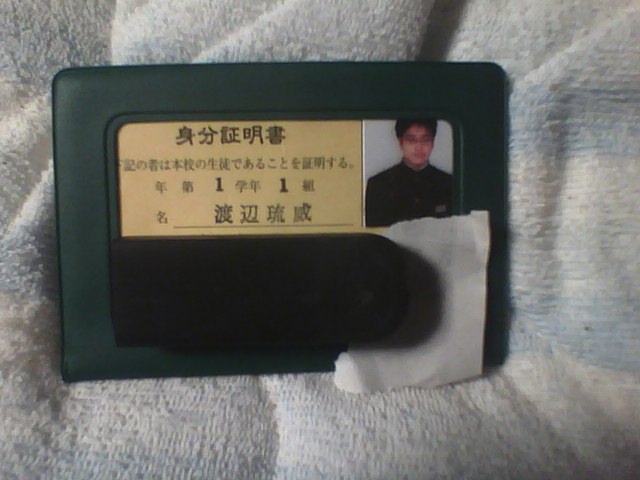 身分証明書
記の者は本校の生徒であることを証明する。
年 第 1 学年 1 組
名 渡辺琉威